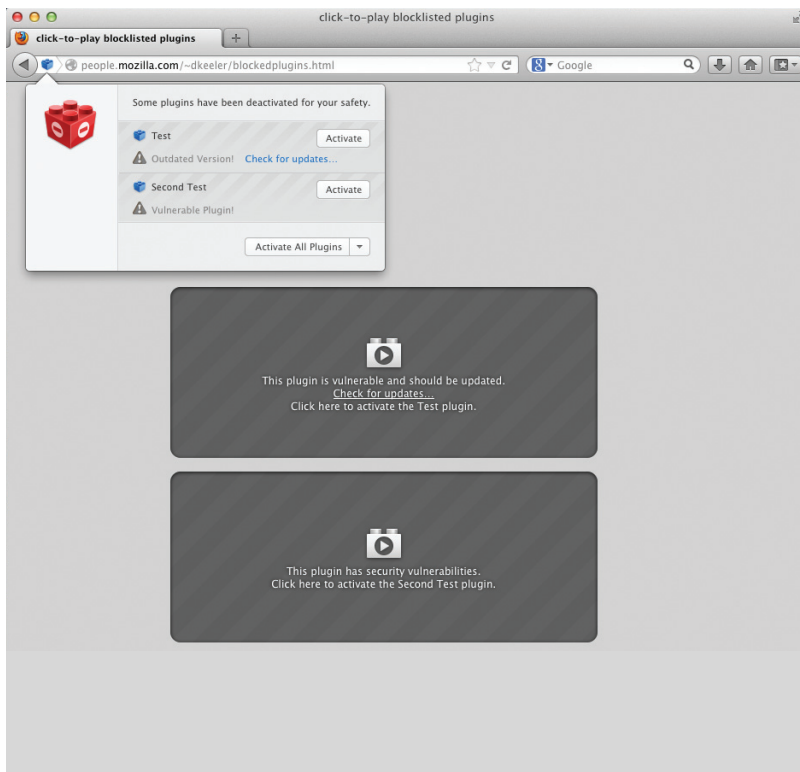 click-to-play blocklisted plugins
click-to-play blocklisted plugins
people.mozilla.com/~dkeeler/blockedplugins.html
Google
Some plugins have been deactivated for your safety.
Test
Activate
Outdated Version! Check for updates...
Second Test
Activate
Vulnerable Plugin!
Activate All Plugins
This plugin is vulnerable and should be updated.
Check for updates...
Click here to activate the Test plugin.
This plugin has security vulnerabilities.
Click here to activate the Second Test plugin.